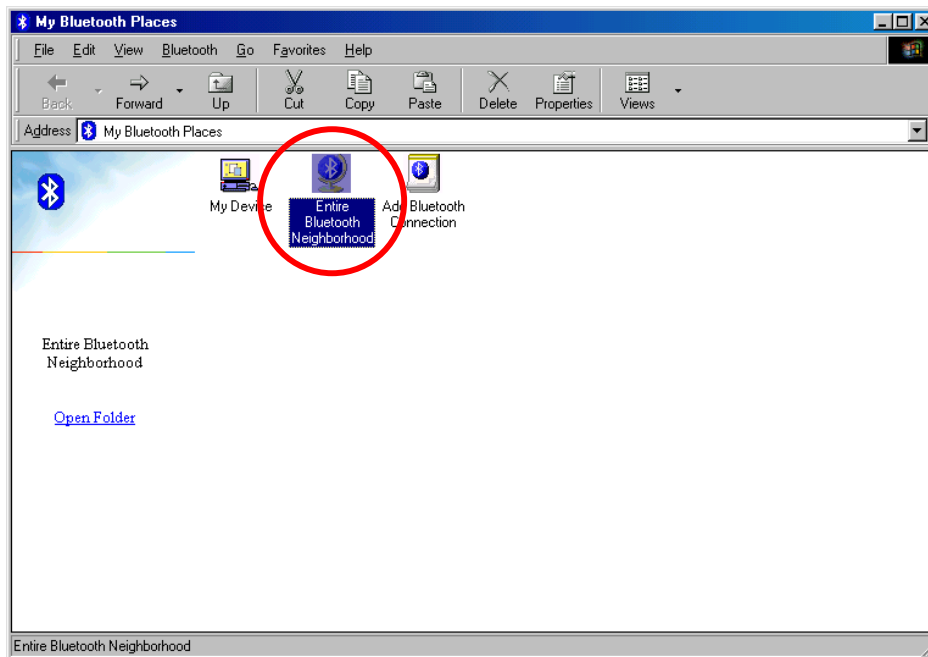 My Bluetooth Places
File Edit View Bluetooth Go Favorites Help
Back Forward Up Cut Copy Paste Delete Properties Views
Address My Bluetooth Places
My Device
Entire
Bluetooth
Neighborhood
Add Bluetooth
Connection
Entire Bluetooth
Neighborhood
Open Folder
Entire Bluetooth Neighborhood